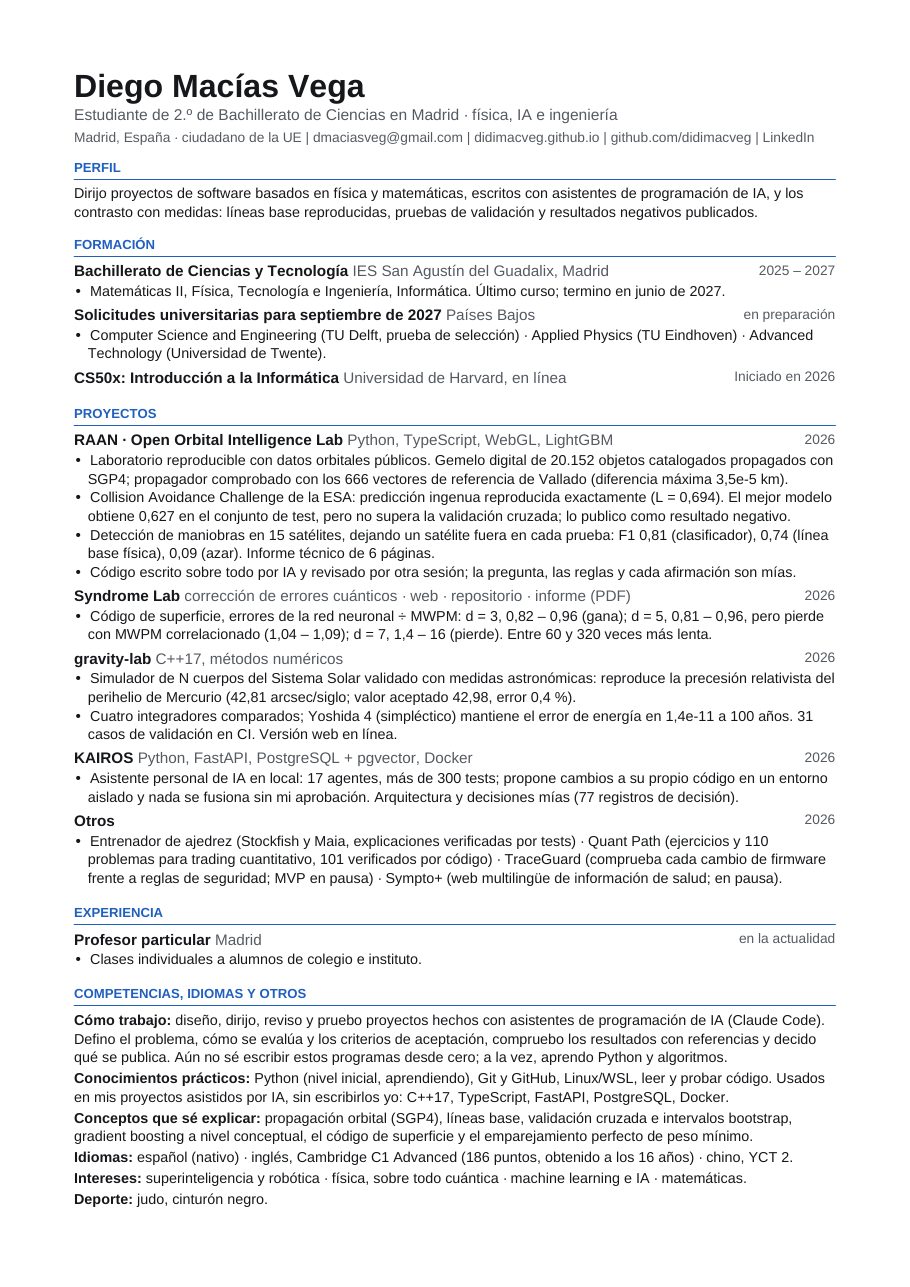 Diego Macías Vega
Estudiante de 2.º de Bachillerato de Ciencias en Madrid · física, IA e ingeniería
Madrid, España · ciudadano de la UE | dmaciasveg@gmail.com | didimacveg.github.io | github.com/didimacveg | LinkedIn
PERFIL
Dirijo proyectos de software basados en física y matemáticas, escritos con asistentes de programación de IA, y los
contrasto con medidas: líneas base reproducidas, pruebas de validación y resultados negativos publicados.
FORMACIÓN
Bachillerato de Ciencias y Tecnología IES San Agustín del Guadalix, Madrid 2025 – 2027
• Matemáticas II, Física, Tecnología e Ingeniería, Informática. Último curso; termino en junio de 2027.
Solicitudes universitarias para septiembre de 2027 Países Bajos en preparación
• Computer Science and Engineering (TU Delft, prueba de selección) · Applied Physics (TU Eindhoven) · Advanced
Technology (Universidad de Twente).
CS50x: Introducción a la Informática Universidad de Harvard, en línea Iniciado en 2026
PROYECTOS
RAAN · Open Orbital Intelligence Lab Python, TypeScript, WebGL, LightGBM 2026
• Laboratorio reproducible con datos orbitales públicos. Gemelo digital de 20.152 objetos catalogados propagados con
SGP4; propagador comprobado con los 666 vectores de referencia de Vallado (diferencia máxima 3,5e-5 km).
• Collision Avoidance Challenge de la ESA: predicción ingenua reproducida exactamente (L = 0,694). El mejor modelo
obtiene 0,627 en el conjunto de test, pero no supera la validación cruzada; lo publico como resultado negativo.
• Detección de maniobras en 15 satélites, dejando un satélite fuera en cada prueba: F1 0,81 (clasificador), 0,74 (línea
base física), 0,09 (azar). Informe técnico de 6 páginas.
• Código escrito sobre todo por IA y revisado por otra sesión; la pregunta, las reglas y cada afirmación son mías.
Syndrome Lab corrección de errores cuánticos · web · repositorio · informe (PDF) 2026
• Código de superficie, errores de la red neuronal ÷ MWPM: d = 3, 0,82 – 0,96 (gana); d = 5, 0,81 – 0,96, pero pierde
con MWPM correlacionado (1,04 – 1,09); d = 7, 1,4 – 16 (pierde). Entre 60 y 320 veces más lenta.
gravity-lab C++17, métodos numéricos 2026
• Simulador de N cuerpos del Sistema Solar validado con medidas astronómicas: reproduce la precesión relativista del
perihelio de Mercurio (42,81 arcsec/siglo; valor aceptado 42,98, error 0,4 %).
• Cuatro integradores comparados; Yoshida 4 (simpléctico) mantiene el error de energía en 1,4e-11 a 100 años. 31
casos de validación en CI. Versión web en línea.
KAIROS Python, FastAPI, PostgreSQL + pgvector, Docker 2026
• Asistente personal de IA en local: 17 agentes, más de 300 tests; propone cambios a su propio código en un entorno
aislado y nada se fusiona sin mi aprobación. Arquitectura y decisiones mías (77 registros de decisión).
Otros 2026
• Entrenador de ajedrez (Stockfish y Maia, explicaciones verificadas por tests) · Quant Path (ejercicios y 110
problemas para trading cuantitativo, 101 verificados por código) · TraceGuard (comprueba cada cambio de firmware
frente a reglas de seguridad; MVP en pausa) · Sympto+ (web multilingüe de información de salud; en pausa).
EXPERIENCIA
Profesor particular Madrid en la actualidad
• Clases individuales a alumnos de colegio e instituto.
COMPETENCIAS, IDIOMAS Y OTROS
Cómo trabajo: diseño, dirijo, reviso y pruebo proyectos hechos con asistentes de programación de IA (Claude Code).
Defino el problema, cómo se evalúa y los criterios de aceptación, compruebo los resultados con referencias y decido
qué se publica. Aún no sé escribir estos programas desde cero; a la vez, aprendo Python y algoritmos.
Conocimientos prácticos: Python (nivel inicial, aprendiendo), Git y GitHub, Linux/WSL, leer y probar código. Usados
en mis proyectos asistidos por IA, sin escribirlos yo: C++17, TypeScript, FastAPI, PostgreSQL, Docker.
Conceptos que sé explicar: propagación orbital (SGP4), líneas base, validación cruzada e intervalos bootstrap,
gradient boosting a nivel conceptual, el código de superficie y el emparejamiento perfecto de peso mínimo.
Idiomas: español (nativo) · inglés, Cambridge C1 Advanced (186 puntos, obtenido a los 16 años) · chino, YCT 2.
Intereses: superinteligencia y robótica · física, sobre todo cuántica · machine learning e IA · matemáticas.
Deporte: judo, cinturón negro.